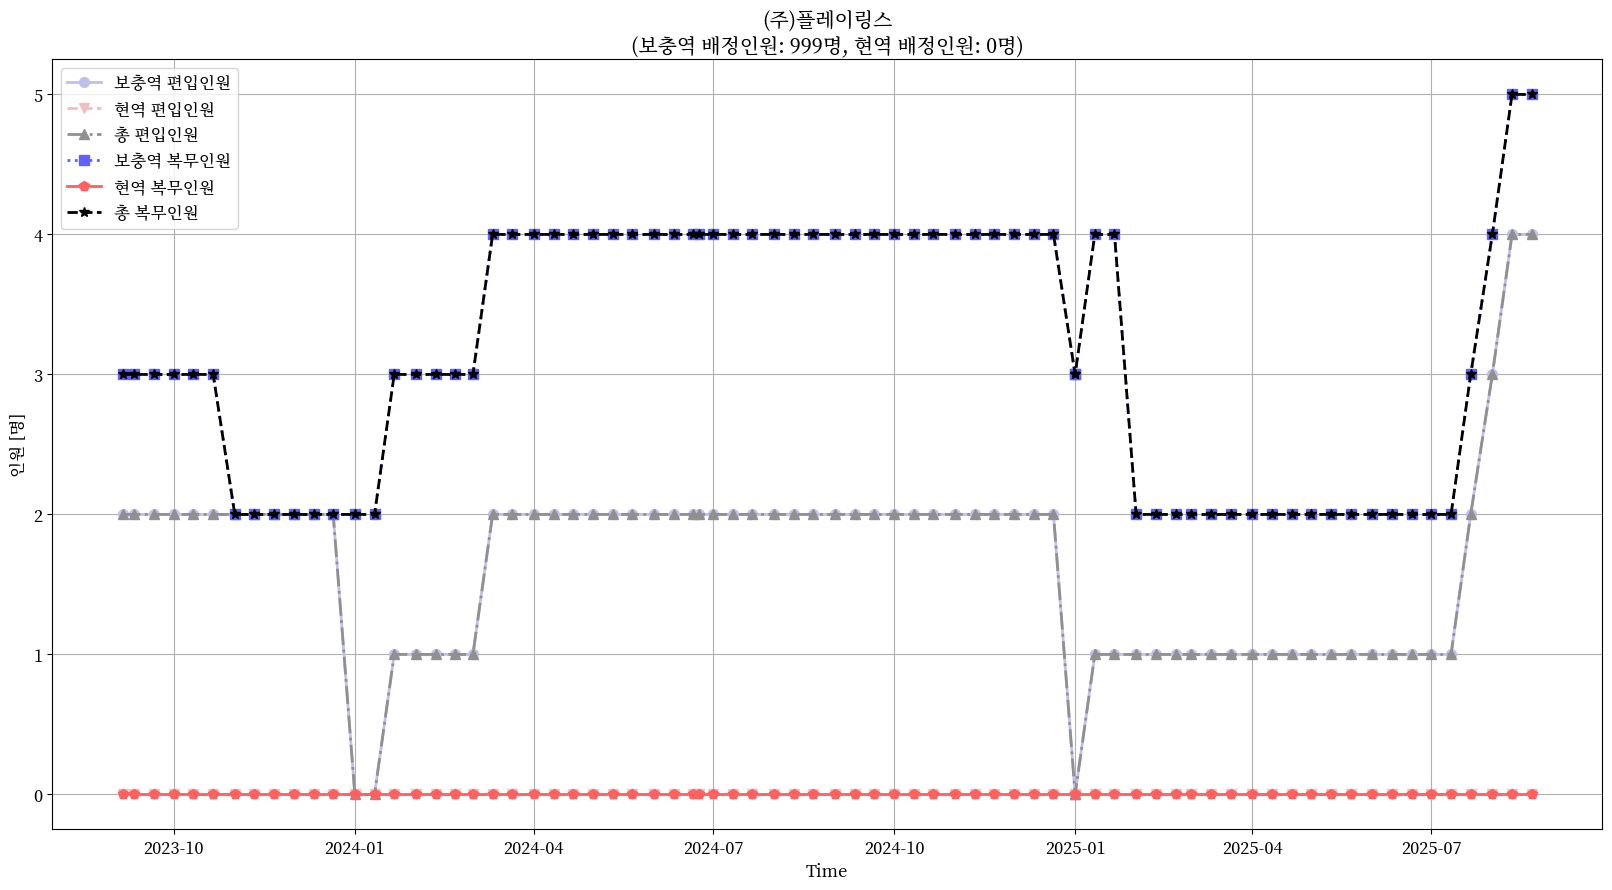 (주)플레이링스
(보충역 배정인원: 999명, 현역 배정인원: 0명)
보충역 편입인원
현역 편입인원
총 편입인원
보충역 복무인원
현역 복무인원
총 복무인원
인원 [명]
5
4
3
2
1
0
2023-10
2024-01
2024-04
2024-07
2024-10
2025-01
2025-04
2025-07
Time